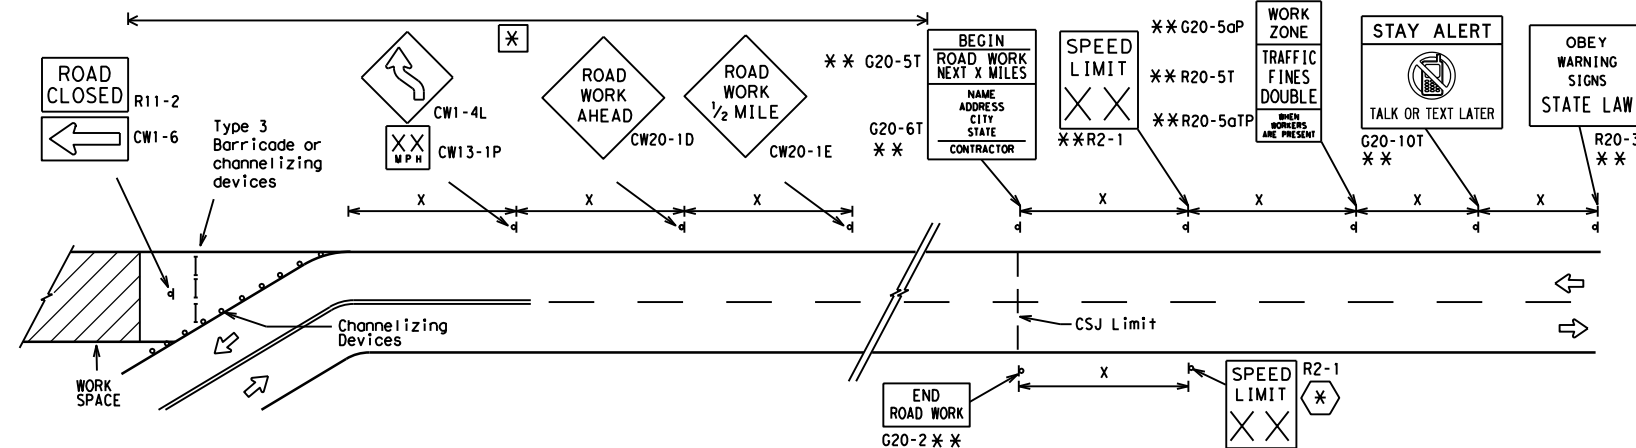 ROAD
CLOSED
R11-2
CW1-6
Type 3
Barricade or
channelizing
devices
CW1-4L
XX
MPH
CW13-1P
*
ROAD
WORK
AHEAD
CW20-1D
ROAD
WORK
1/2 MILE
CW20-1E
** G20-5T
BEGIN
ROAD WORK
NEXT X MILES
NAME
ADDRESS
CITY
STATE
CONTRACTOR
G20-6T
**
SPEED
LIMIT
XX
**R2-1
**G20-5aP
WORK
ZONE
**R20-5T
TRAFFIC
FINES
DOUBLE
**R20-5aTP
WHEN
WORKERS
ARE PRESENT
STAY ALERT
TALK OR TEXT LATER
G20-10T
**
OBEY
WARNING
SIGNS
STATE LAW
R20-3
**
X
X
X
X
X
X
X
Channelizing
Devices
CSJ Limit
WORK
SPACE
END
ROAD WORK
G20-2 **
X
SPEED
LIMIT
XX
R2-1
*